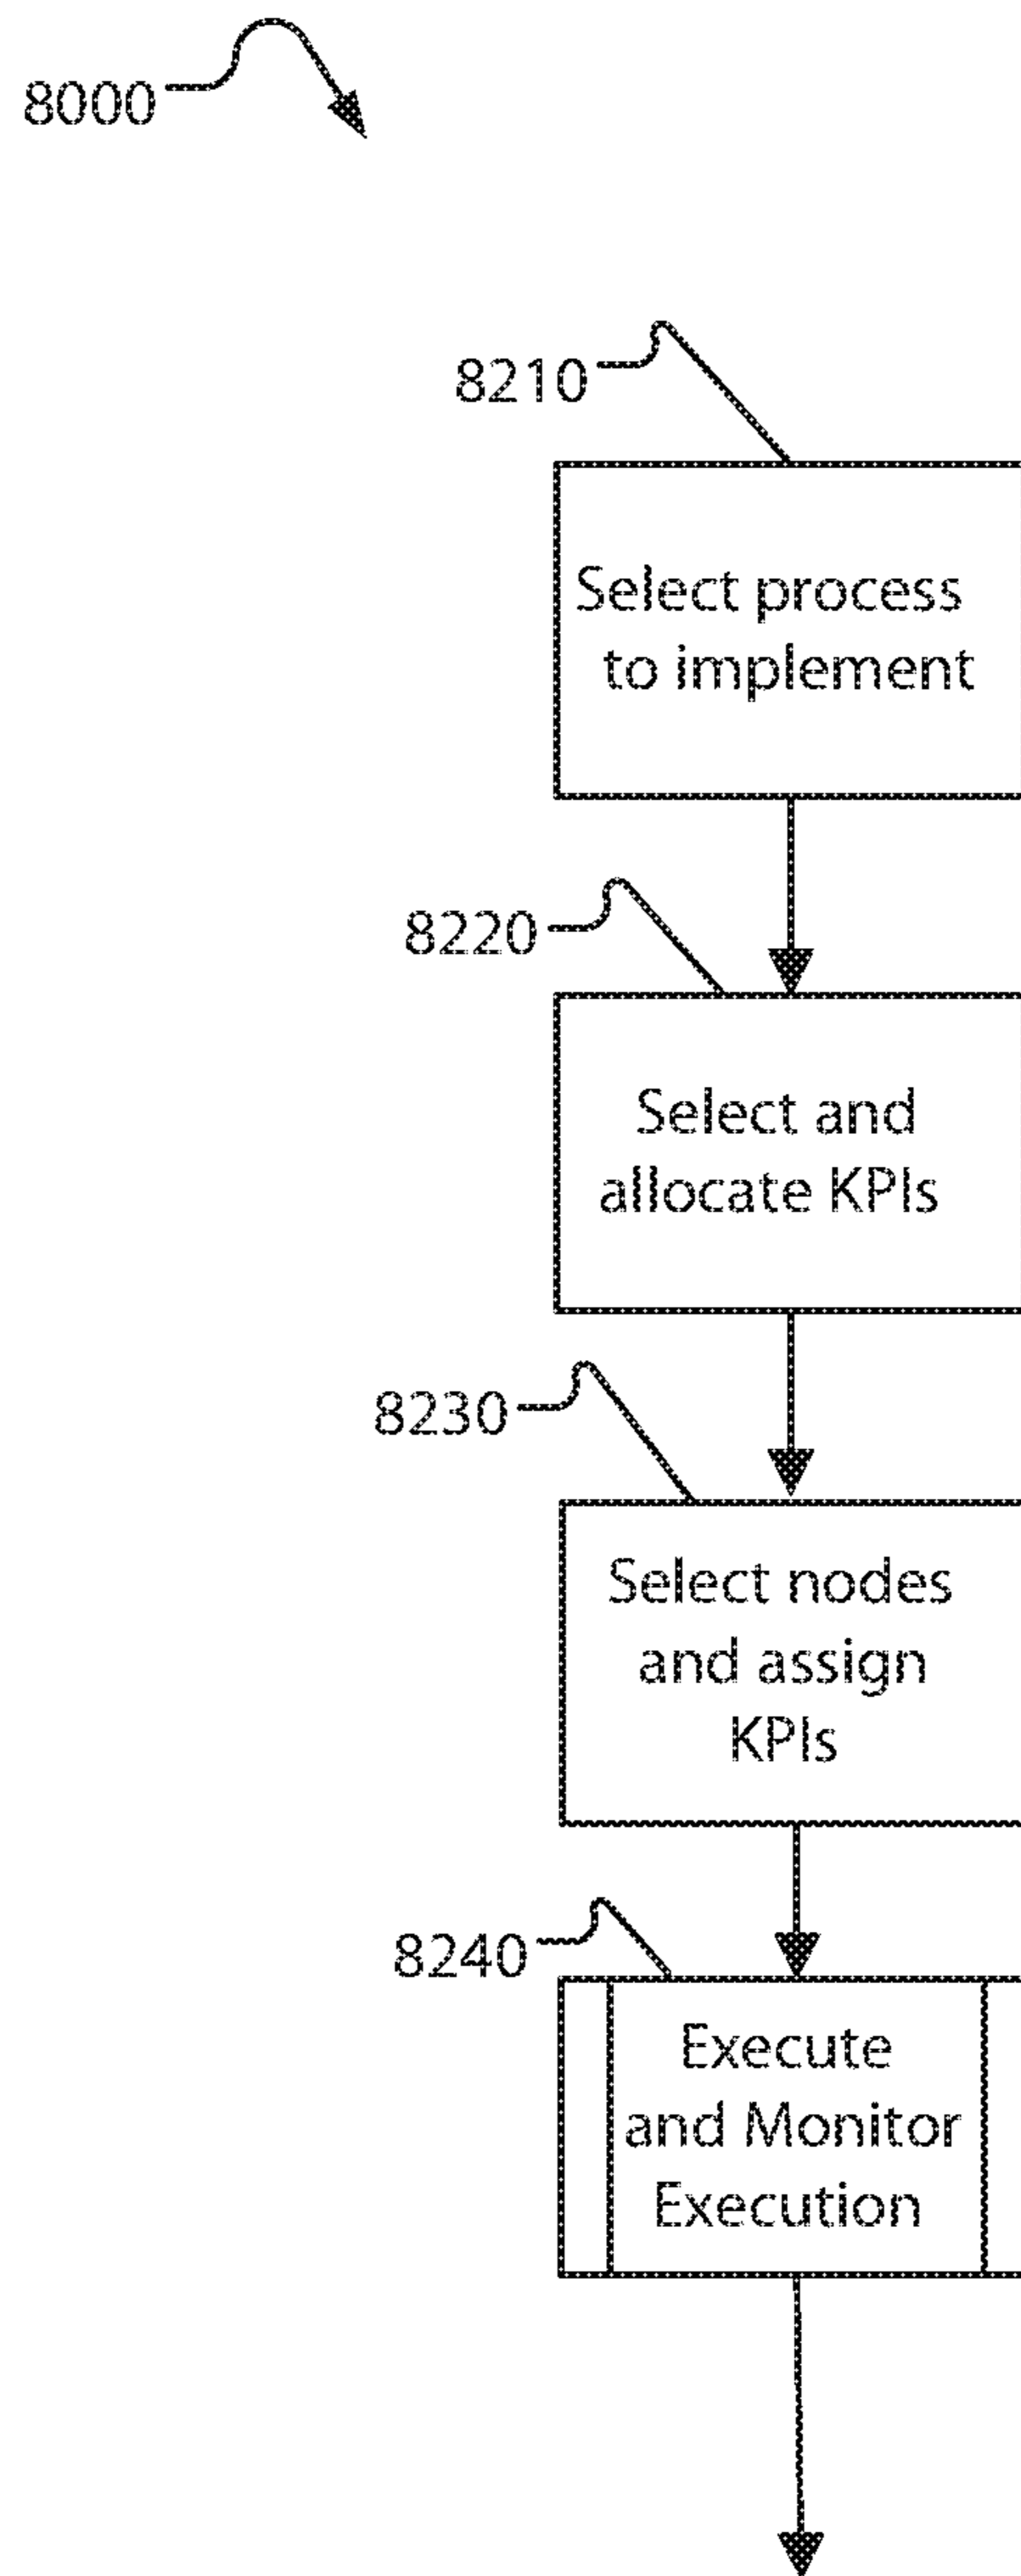 8000
8210
Select process
to implement
8220
Select and
allocate KPIs
8230
Select nodes
and assign
KPIs
8240
Execute
and Monitor
Execution